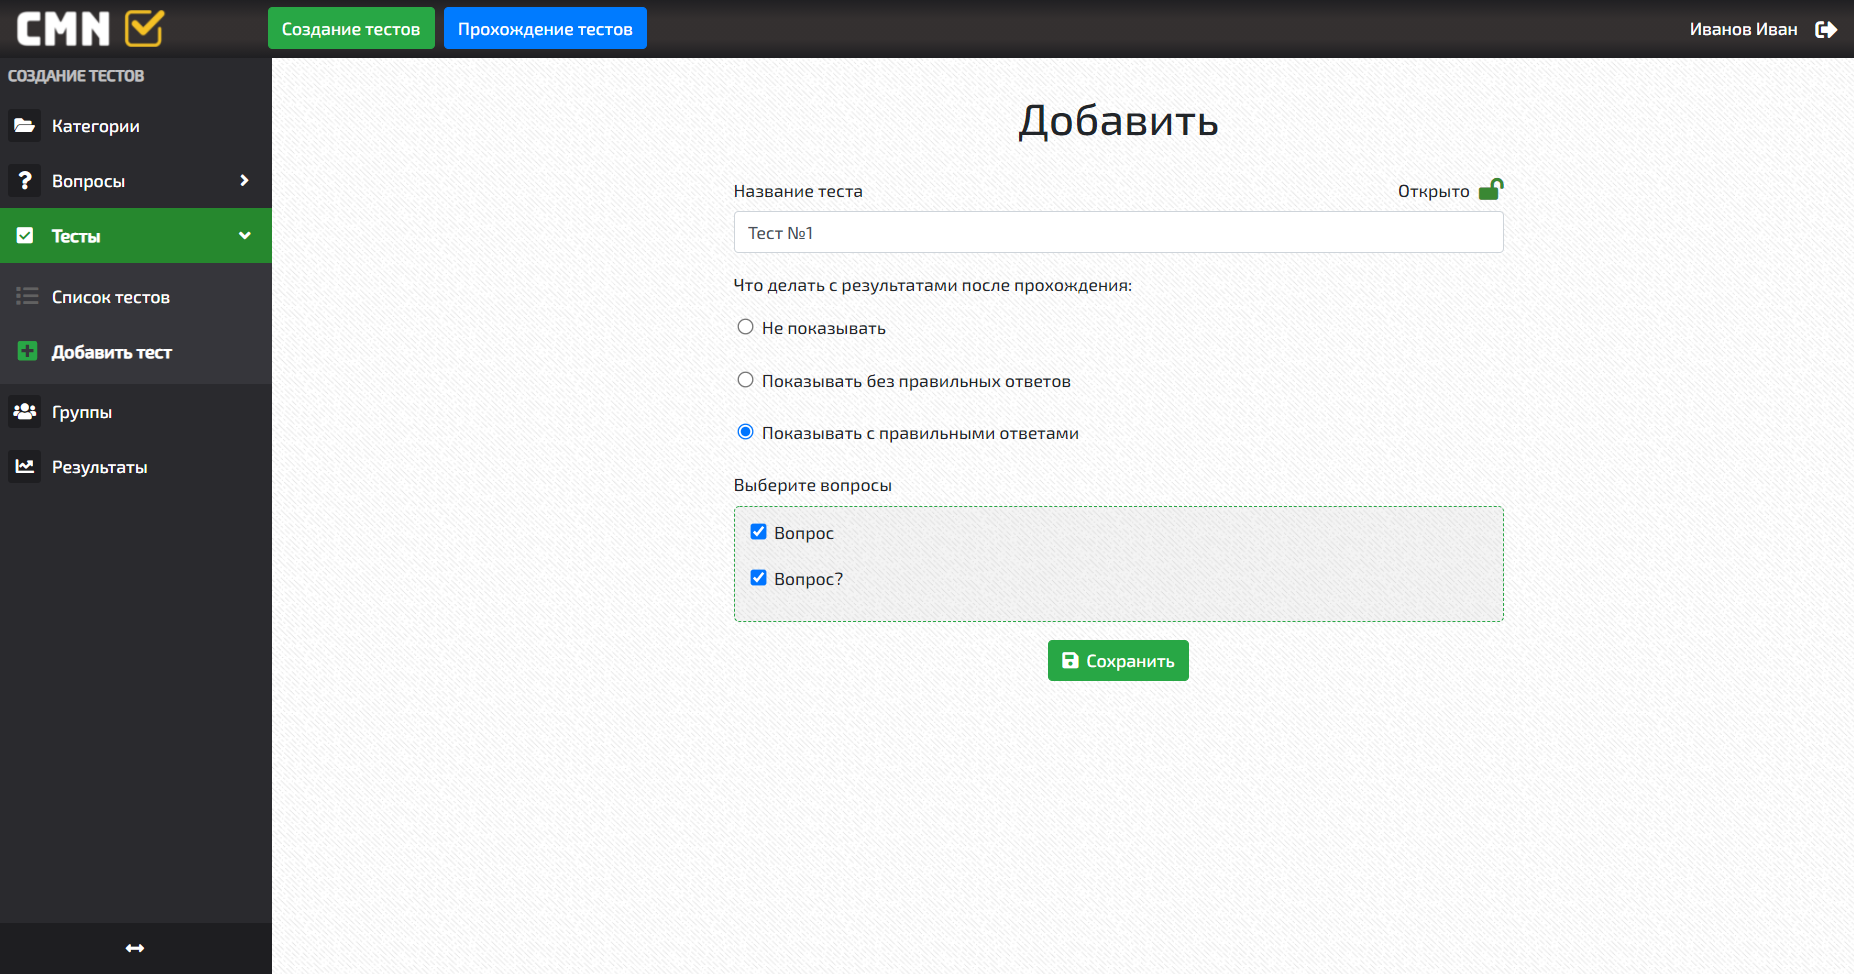 CMN
Создание тестов
Прохождение тестов
Иванов Иван
СОЗДАНИЕ ТЕСТОВ
Категории
Вопросы
Тесты
Список тестов
Добавить тест
Группы
Результаты
Добавить
Название теста
Открыто
Тест №1
Что делать с результатами после прохождения:
Не показывать
Показывать без правильных ответов
Показывать с правильными ответами
Выберите вопросы
Вопрос
Вопрос?
Сохранить